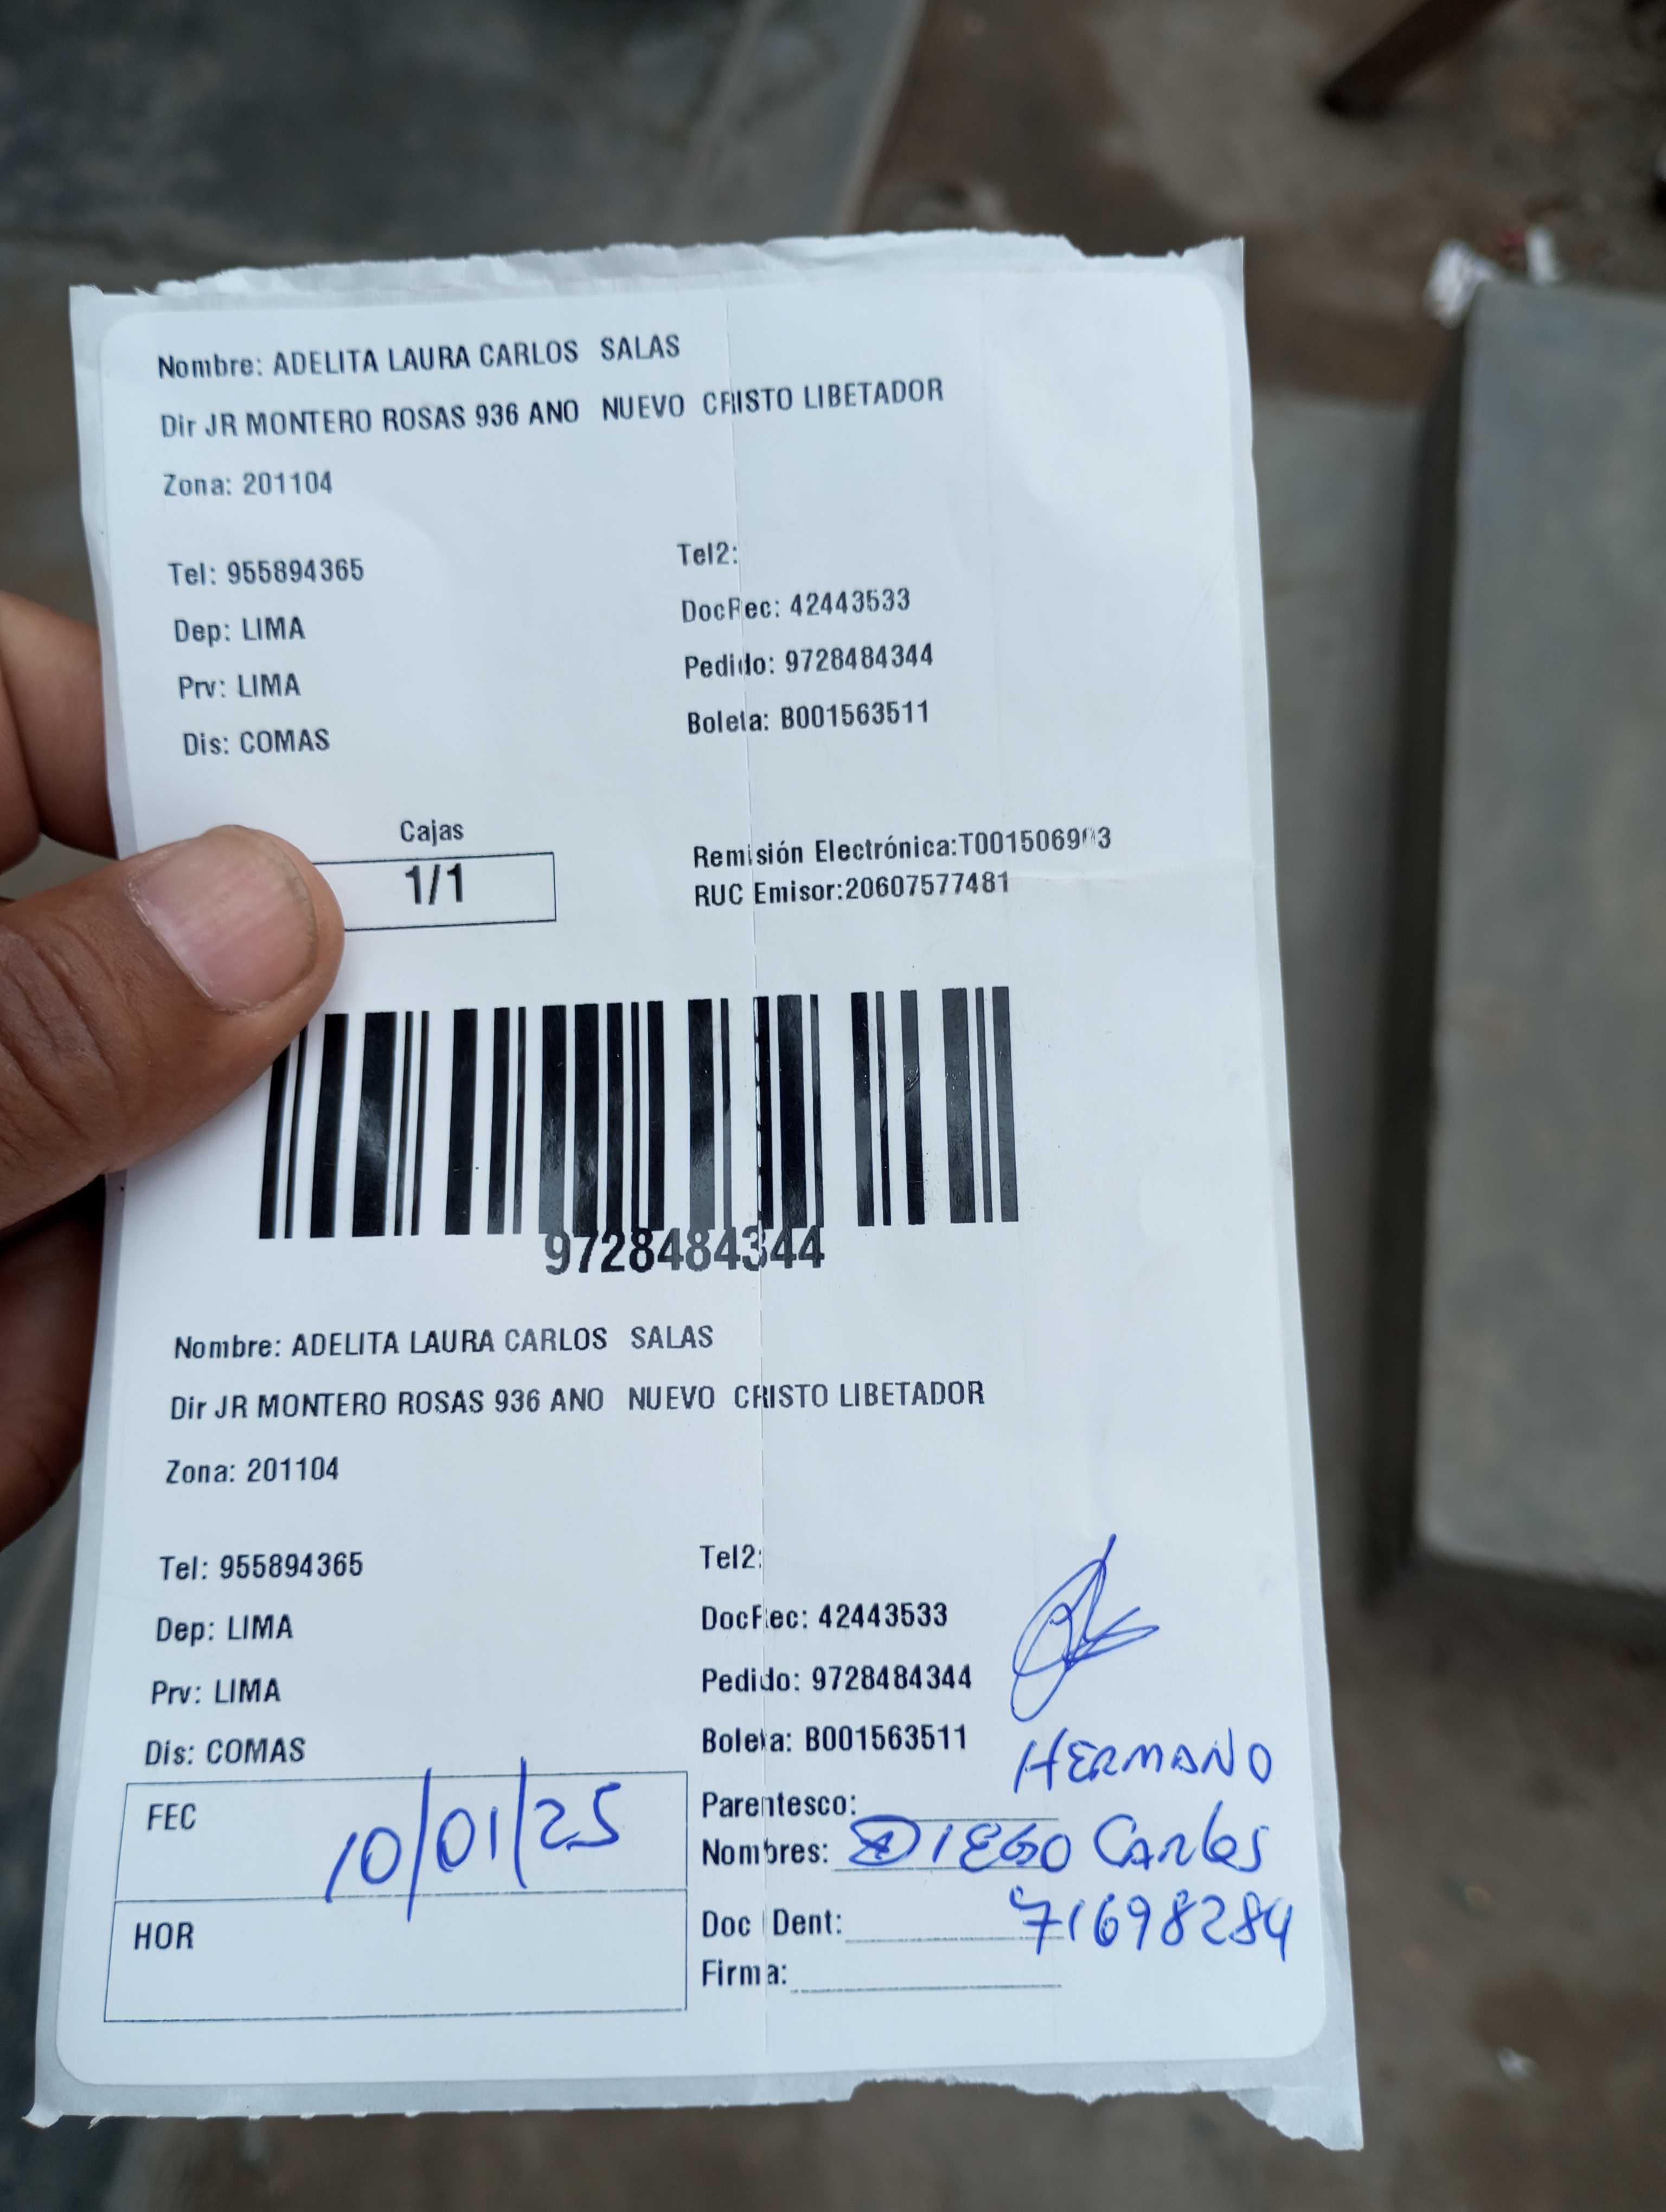 Nombre: ADELITA LAURA CARLOS SALAS
Dir JR MONTERO ROSAS 936 ANO NUEVO CRISTO LIBETADOR
Zona: 201104
Tel: 955894365
Tel2:
Dep: LIMA
DocRec: 42443533
Prv: LIMA
Pedido: 9728484344
Dis: COMAS
Boleta: B001563511
Cajas
1/1
Remisión Electrónica:
RUC Emisor:20607577481
9728484344
Nombre: ADELITA LAURA CARLOS SALAS
Dir JR MONTERO ROSAS 936 ANO NUEVO CRISTO LIBETADOR
Zona: 201104
Tel: 955894365
Tel2:
Dep: LIMA
DocRec: 42443533
Prv: LIMA
Pedido: 9728484344
Dis: COMAS
Boleta: B001563511
FEC 10/01/25
HOR
Parentesco: HERMANO
Nombres: DIEGO Carlos
Doc Dent: 71698284
Firma: